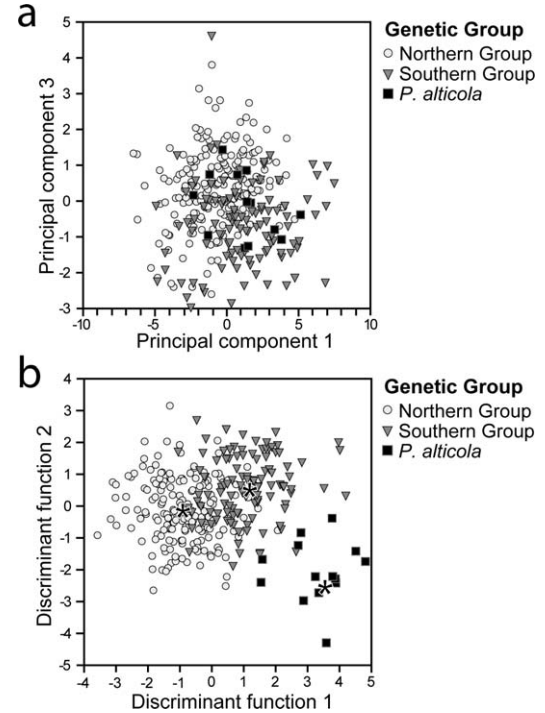 a
Genetic Group
Northern Group
Southern Group
P. alticola
5
4
3
2
1
0
-1
-2
-3
Principal component 3
-10
-5
0
5
10
Principal component 1
b
Genetic Group
Northern Group
Southern Group
P. alticola
4
3
2
1
0
-1
-2
-3
-4
-5
Discriminant function 2
-4 -3 -2 -1 0 1 2 3 4 5
Discriminant function 1